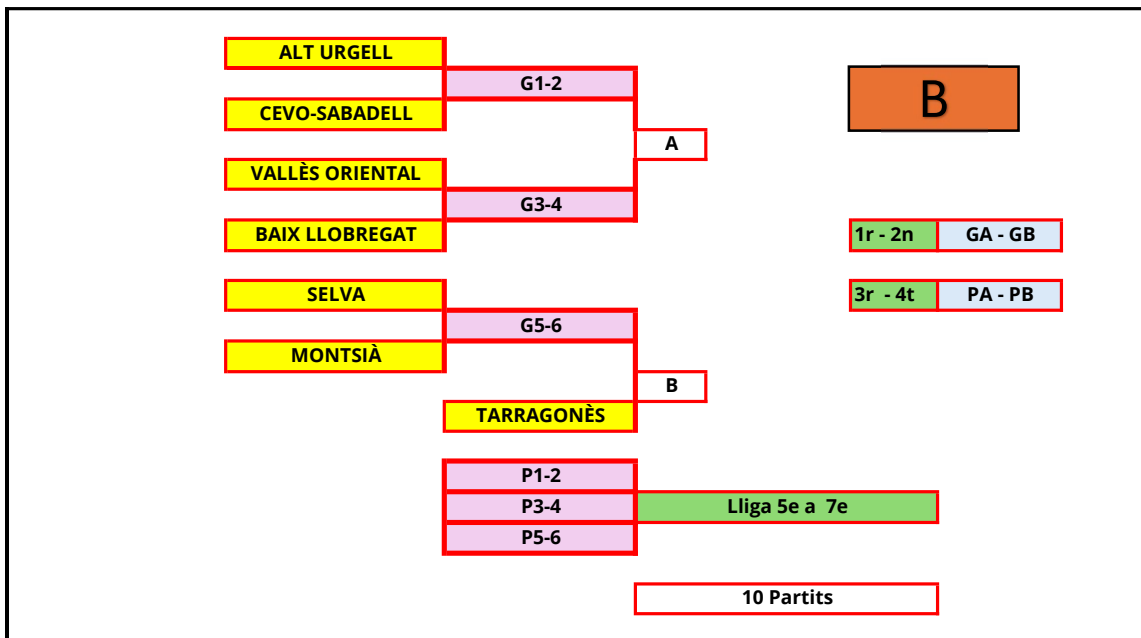 ALT URGELL
G1-2
B
CEVO-SABADELL
A
VALLÈS ORIENTAL
G3-4
BAIX LLOBREGAT
1r - 2n GA - GB
SELVA
3r - 4t PA - PB
G5-6
MONTSIÀ
B
TARRAGONÈS
P1-2
P3-4 Lliga 5e a 7e
P5-6
10 Partits